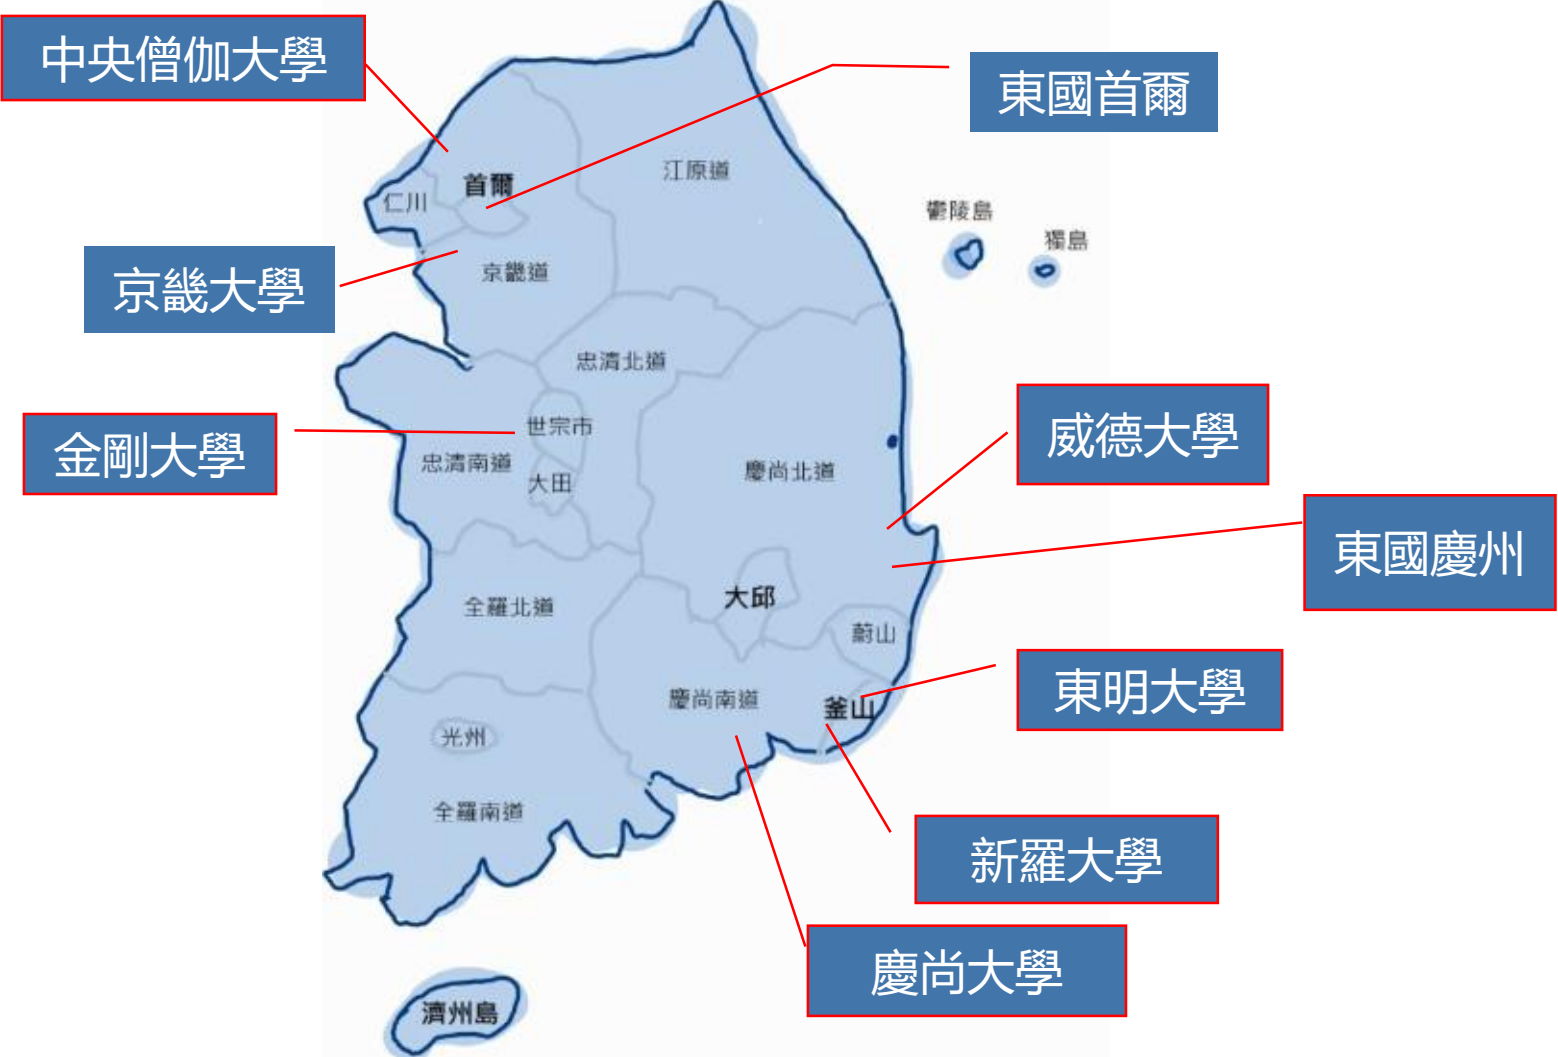 中央僧伽大學
東國首爾
江原道
首爾
仁川
鬱陵島
獨島
京畿道
京畿大學
忠清北道
世宗市
金剛大學
忠清南道
大田
慶尚北道
威德大學
東國慶州
大邱
全羅北道
蔚山
慶尚南道
釜山
東明大學
光州
全羅南道
新羅大學
慶尚大學
濟州島